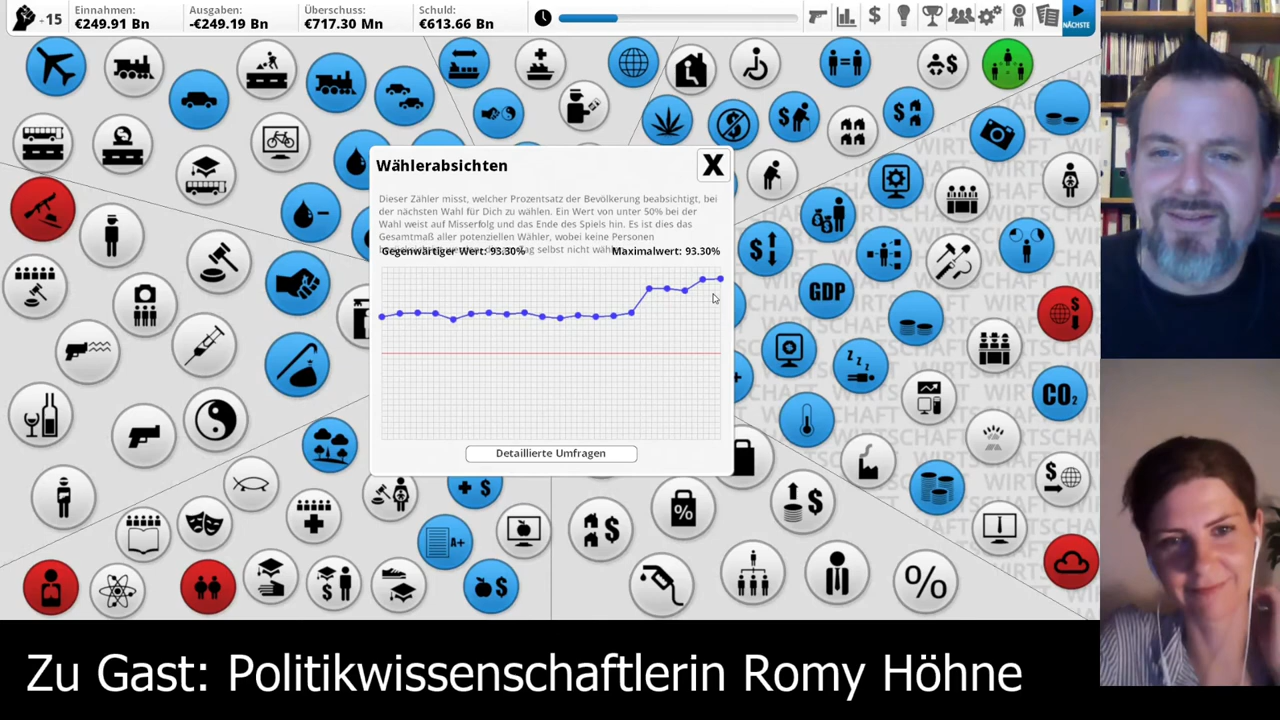 15
Einnahmen:
€249.91 Bn
Ausgaben:
-€249.19 Bn
Überschuss:
€717.30 Mn
Schuld:
€613.66 Bn
NÄCHSTE
Wählerabsichten
X
Dieser Zähler misst, welcher Prozentsatz der Bevölkerung beabsichtigt, bei
der nächsten Wahl für Dich zu wählen. Ein Wert von unter 50% bei der
Wahl weist auf Misserfolg und das Ende des Spiels hin. Es ist dies das
Gesamtmaß aller potenziellen Wähler, wobei keine Personen
Gegenwärtiger Wert: 93.30%
Maximalwert: 93.30%
Detaillierte Umfragen
WIRTSCHAFT
GDP
CO₂
A+
%
Zu Gast: Politikwissenschaftlerin Romy Höhne